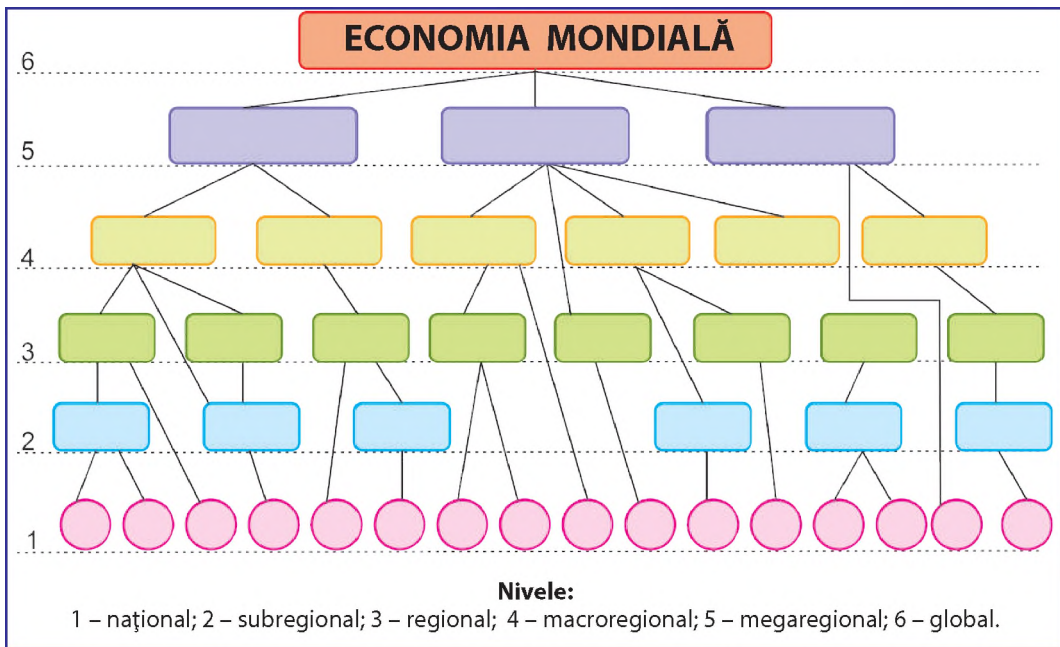 ECONOMIA MONDIALĂ
6
5
4
3
2
1
Nivele:
1 – naţional; 2 – subregional; 3 – regional; 4 – macroregional; 5 – megaregional; 6 – global.